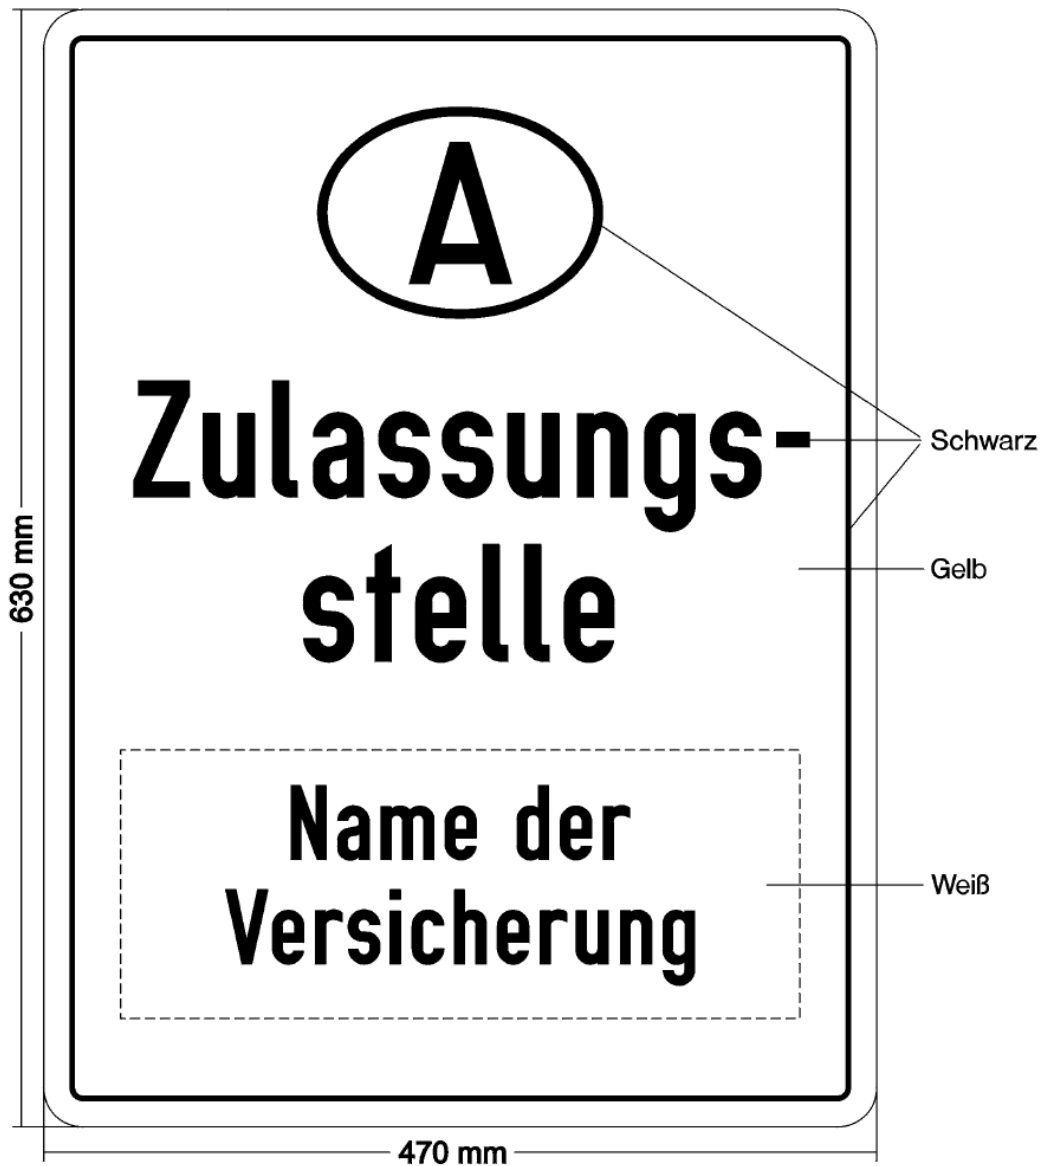 A
Zulassungs-
Schwarz
stelle
Gelb
630 mm
Name der
Versicherung
Weiß
470 mm